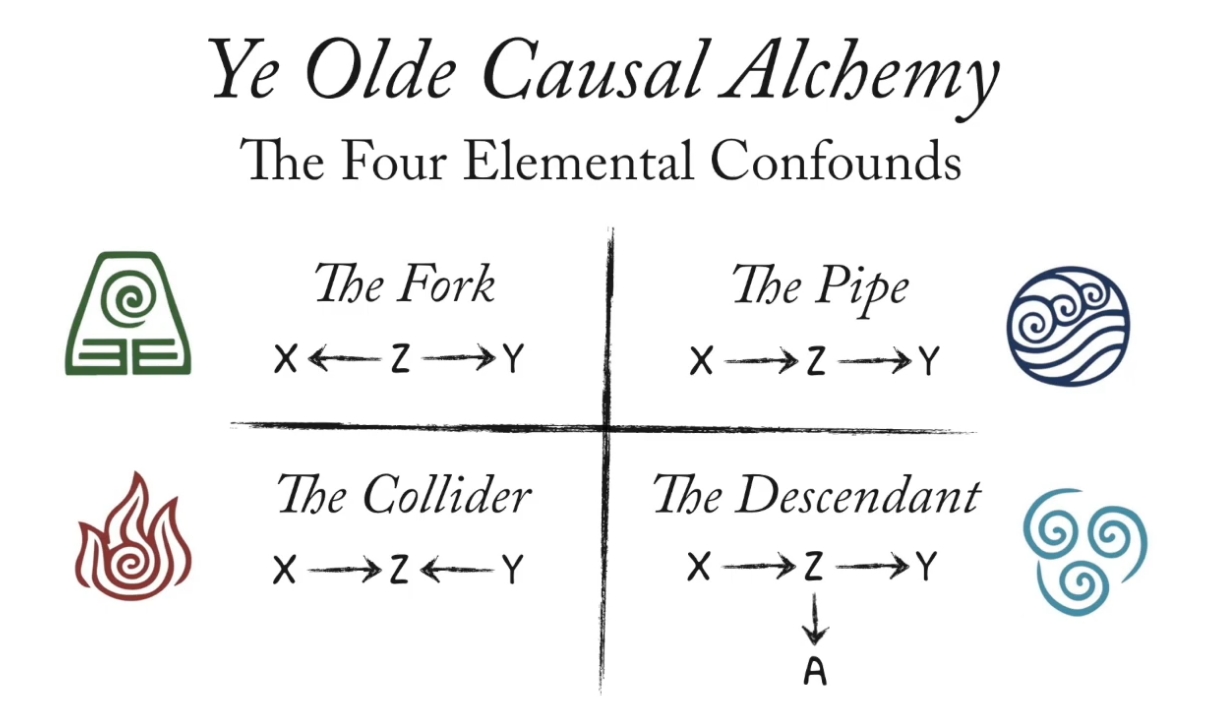 Ye Olde Causal Alchemy
The Four Elemental Confounds
The Fork
X ← Z → Y
The Pipe
X → Z → Y
The Collider
X → Z ← Y
The Descendant
X → Z → Y
↓
A